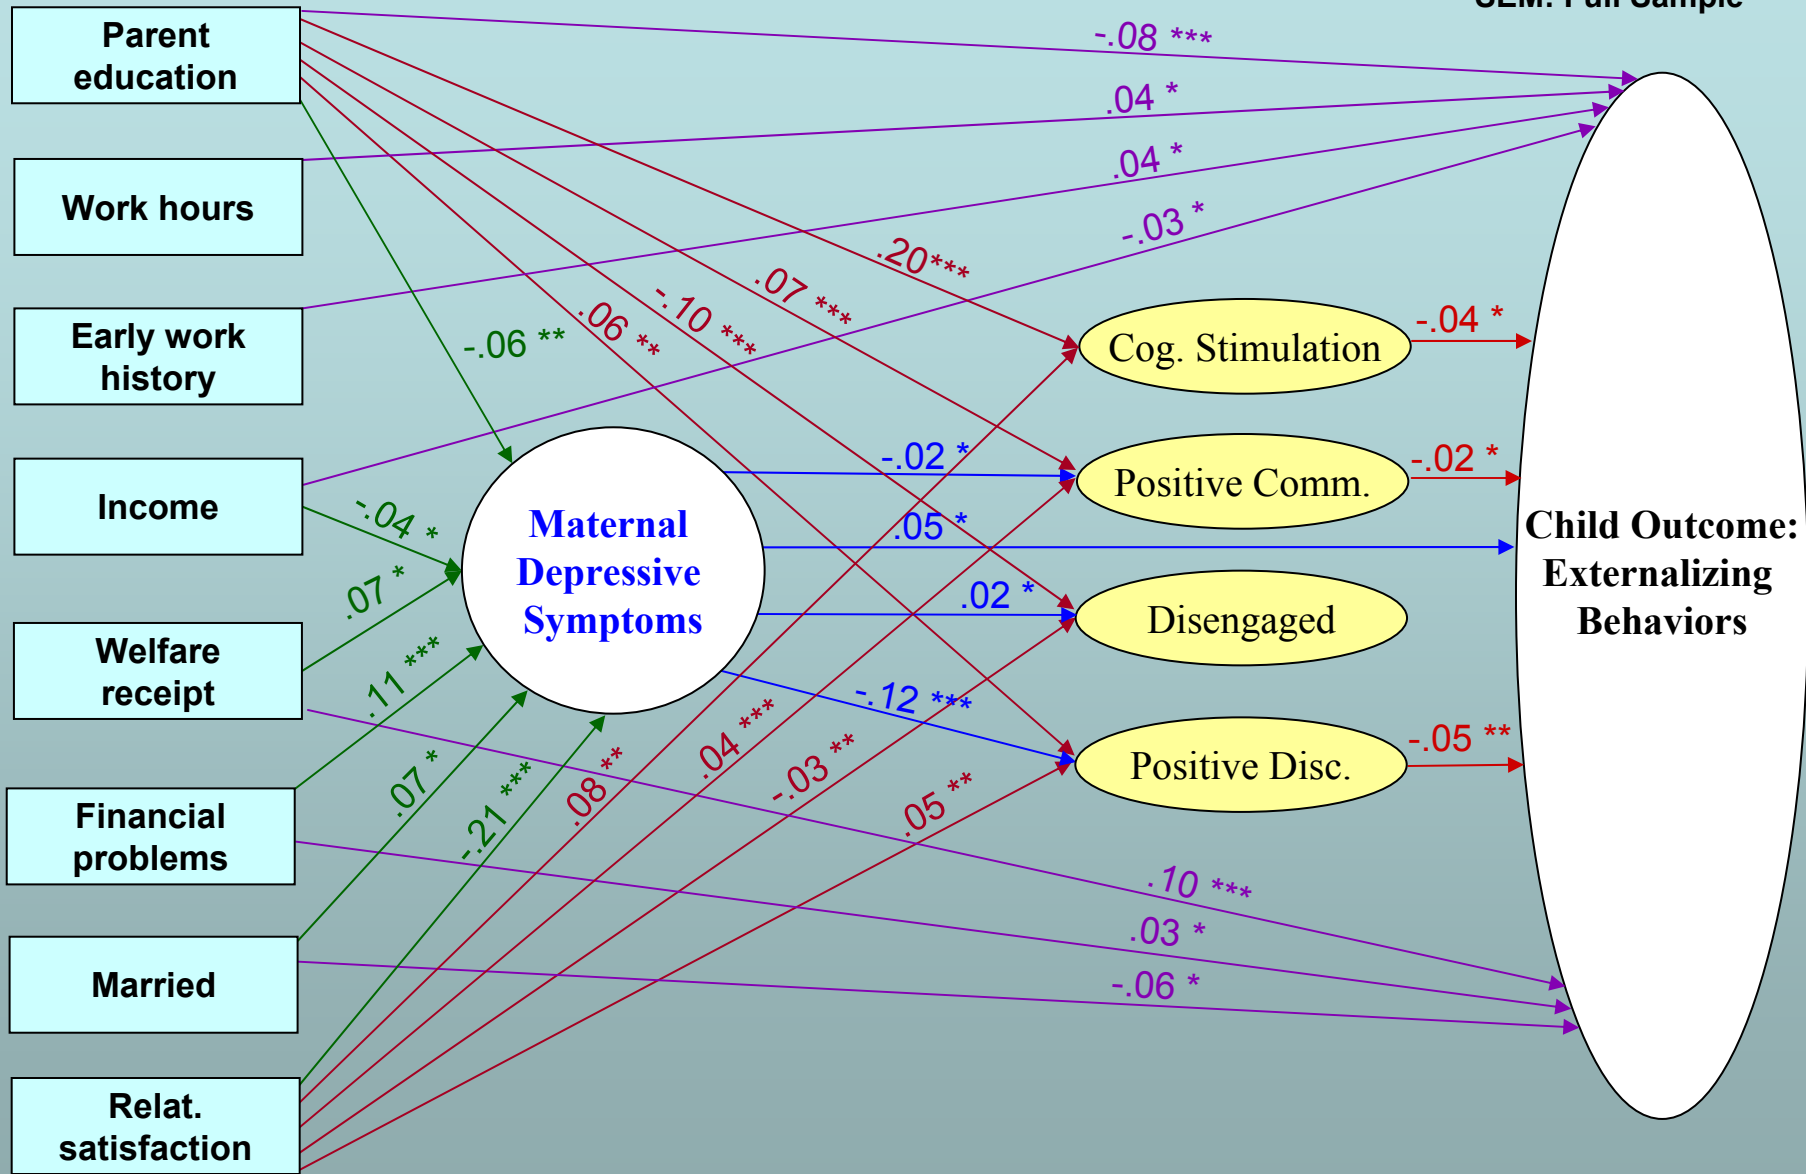 SEM: Full Sample
Parent
education
-.08 ***
.04 *
Work hours
.04 *
-.03 *
.20***
.07 ***
-.10 ***
.06 **
Early work
history
-.06 **
Cog. Stimulation
-.04 *
Income
-.04 *
-.02 *
Positive Comm.
-.02 *
Maternal
Depressive
Symptoms
.05 *
Child Outcome:
Externalizing
Behaviors
.07 *
.02 *
Disengaged
Welfare
receipt
.11 ***
-.12 ***
Positive Disc.
-.05 **
.04 ***
-.03 **
.08 **
.05 **
Financial
problems
.07 *
-.21 ***
.10 ***
.03 *
Married
-.06 *
Relat.
satisfaction